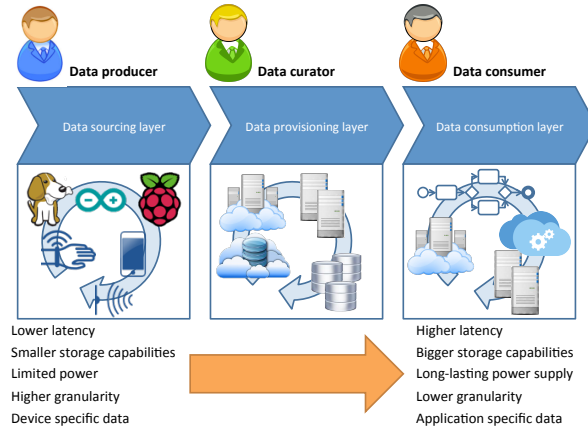 Data producer
Data curator
Data consumer
Data sourcing layer
Data provisioning layer
Data consumption layer
Lower latency
Smaller storage capabilities
Limited power
Higher granularity
Device specific data
Higher latency
Bigger storage capabilities
Long-lasting power supply
Lower granularity
Application specific data